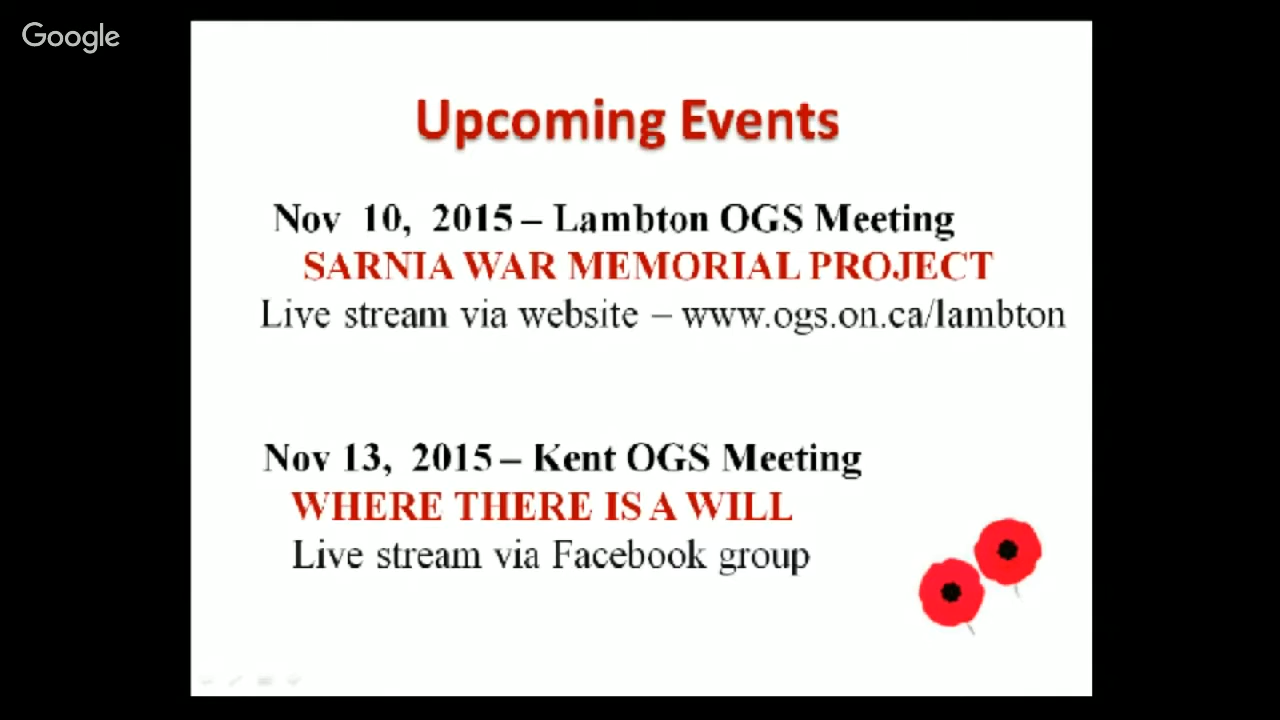 Google
Upcoming Events
Nov 10, 2015 – Lambton OGS Meeting
SARNIA WAR MEMORIAL PROJECT
Live stream via website – www.ogs.on.ca/lambton
Nov 13, 2015 – Kent OGS Meeting
WHERE THERE IS A WILL
Live stream via Facebook group